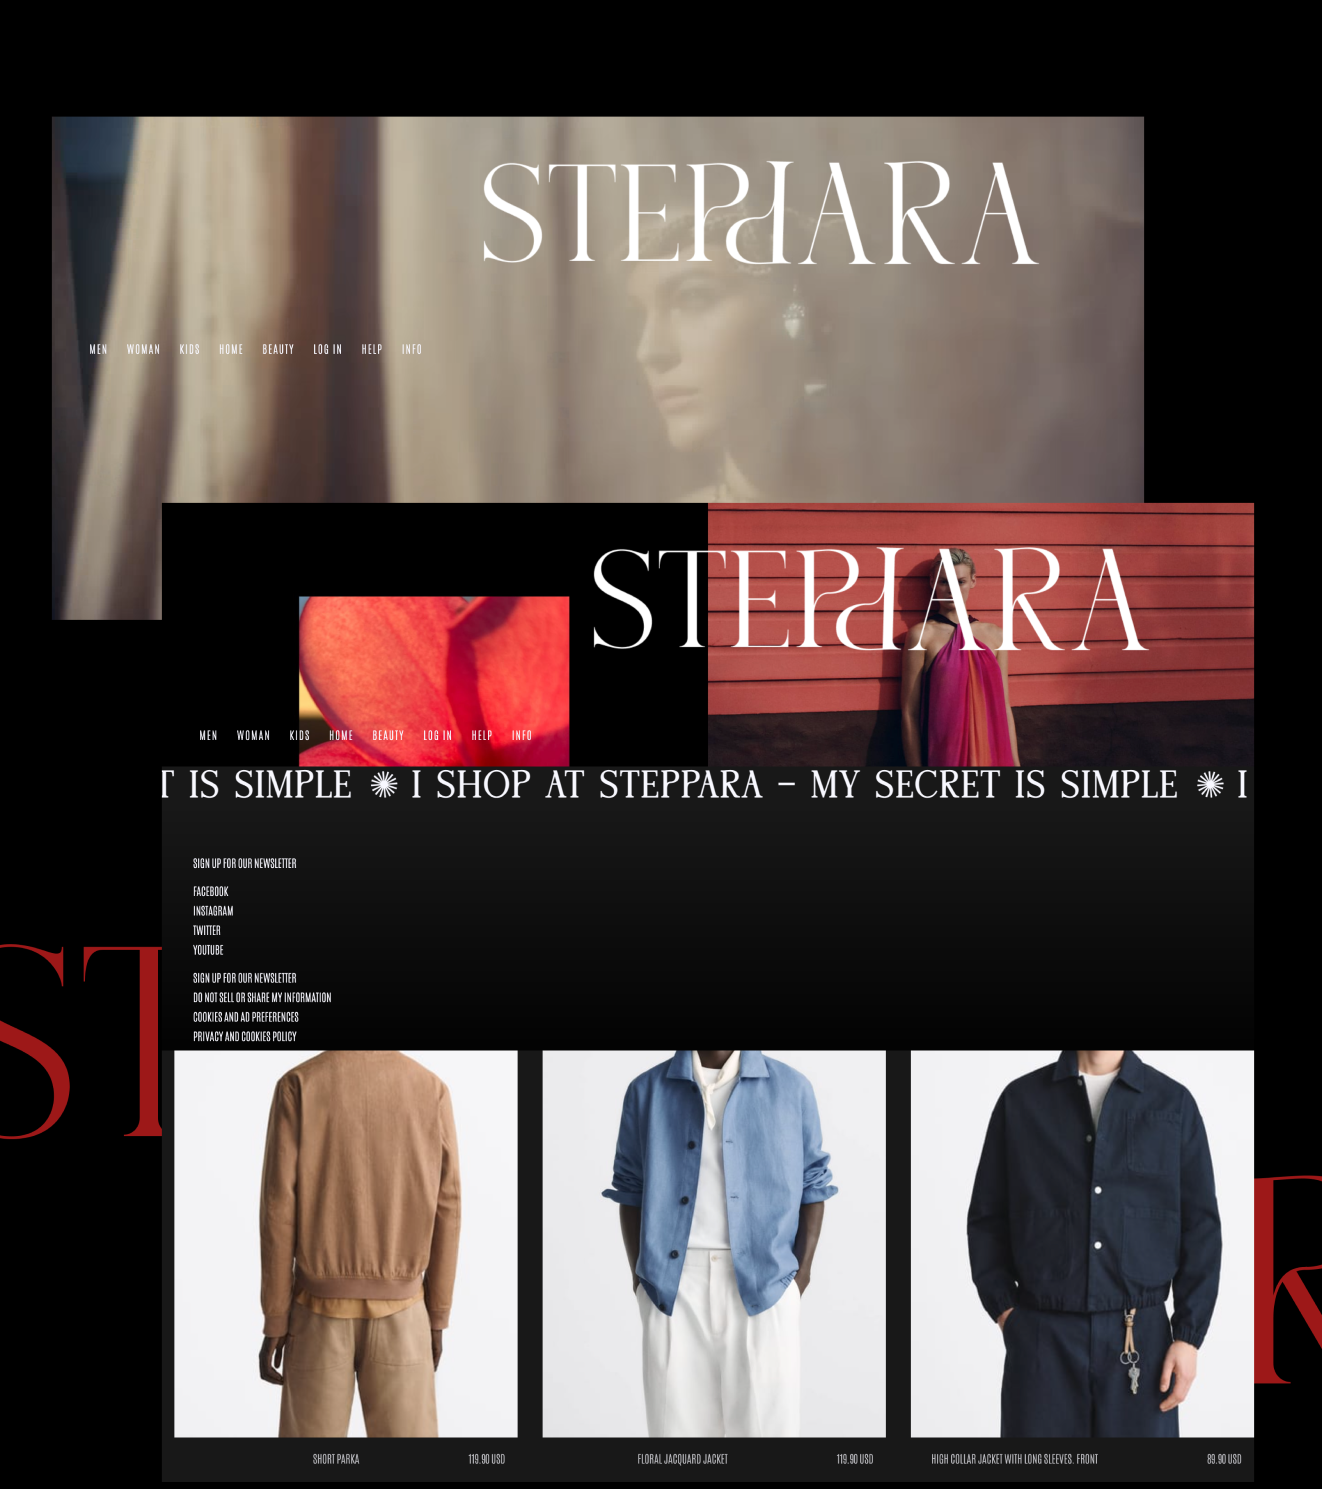 STEPPARA
MEN WOMAN KIDS HOME BEAUTY LOG IN HELP INFO
STEPPARA
MEN WOMAN KIDS HOME BEAUTY LOG IN HELP INFO
T IS SIMPLE ✺ I SHOP AT STEPPARA – MY SECRET IS SIMPLE ✺ I
SIGN UP FOR OUR NEWSLETTER
FACEBOOK
INSTAGRAM
TWITTER
YOUTUBE
SIGN UP FOR OUR NEWSLETTER
DO NOT SELL OR SHARE MY INFORMATION
COOKIES AND AD PREFERENCES
PRIVACY AND COOKIES POLICY
ST
R
SHORT PARKA 119.90 USD
FLORAL JACQUARD JACKET 119.90 USD
HIGH COLLAR JACKET WITH LONG SLEEVES. FRONT 89.90 USD